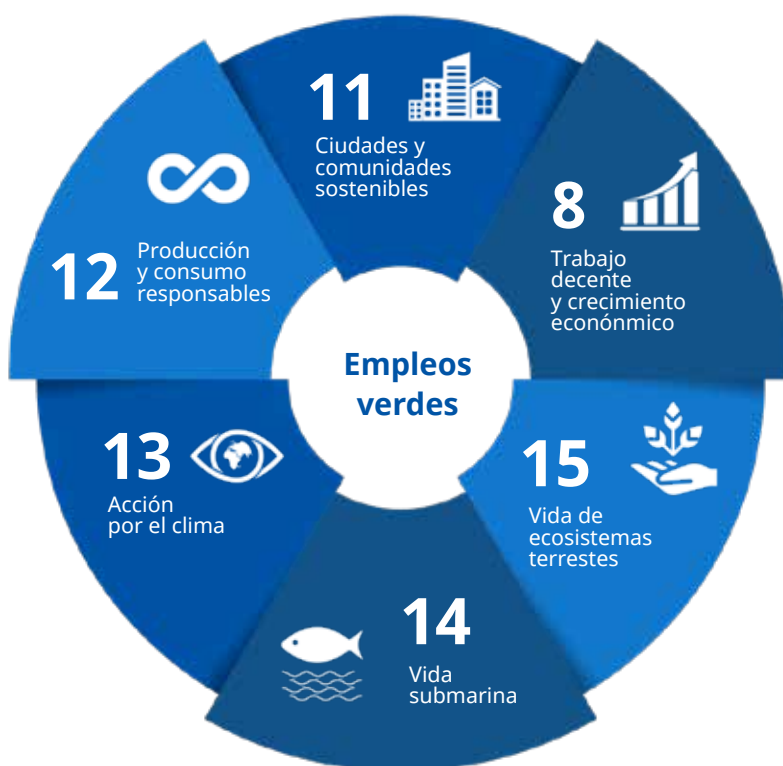 11
Ciudades y
comunidades
sostenibles
8
Trabajo
decente
y crecimiento
econónmico
15
Vida de
ecosistemas
terrestes
14
Vida
submarina
13
Acción
por el clima
12
Producción
y consumo
responsables
Empleos
verdes